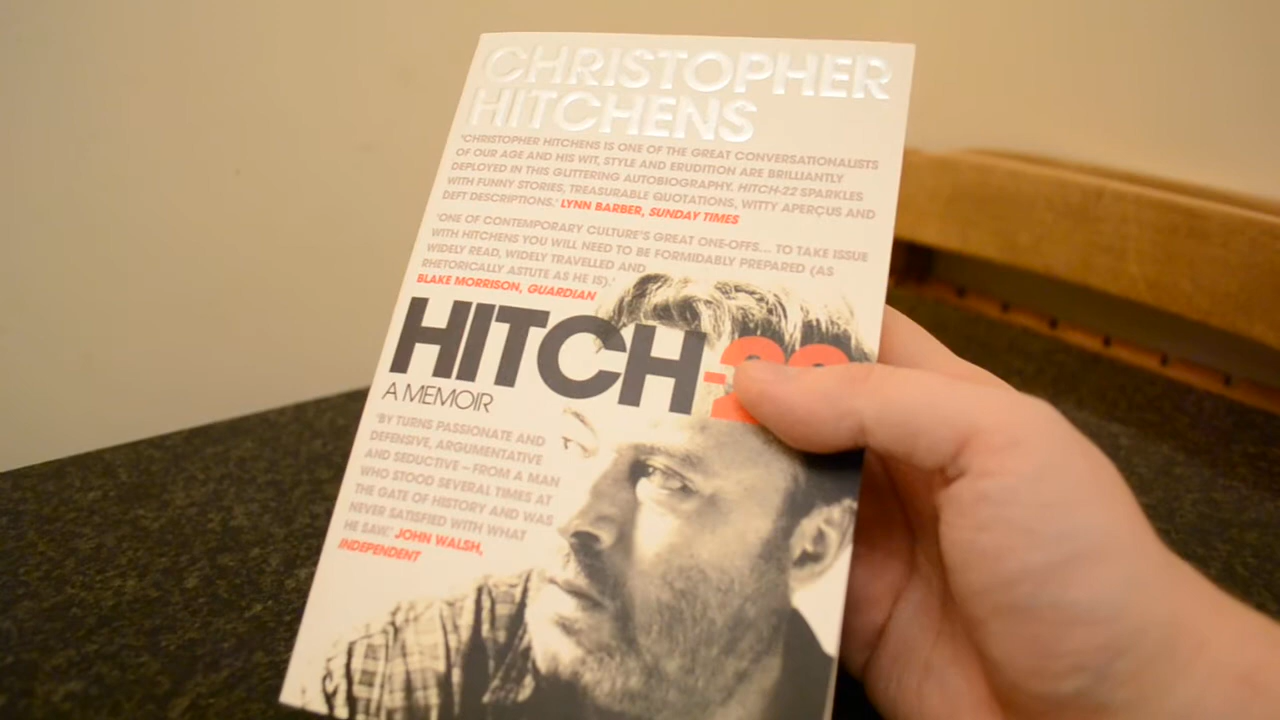 CHRISTOPHER
HITCHENS
'CHRISTOPHER HITCHENS IS ONE OF THE GREAT CONVERSATIONALISTS
OF OUR AGE AND HIS WIT, STYLE AND ERUDITION ARE BRILLIANTLY
DEPLOYED IN THIS GLITTERING AUTOBIOGRAPHY. HITCH-22 SPARKLES
WITH FUNNY STORIES, TREASURABLE QUOTATIONS, WITTY APERÇUS AND
DEFT DESCRIPTIONS.' LYNN BARBER, SUNDAY TIMES
'ONE OF CONTEMPORARY CULTURE'S GREAT ONE-OFFS... TO TAKE ISSUE
WITH HITCHENS YOU WILL NEED TO BE FORMIDABLY PREPARED (AS
WIDELY READ, WIDELY TRAVELLED AND
RHETORICALLY ASTUTE AS HE IS).'
BLAKE MORRISON, GUARDIAN
HITCH-22
A MEMOIR
'BY TURNS PASSIONATE AND
DEFENSIVE, ARGUMENTATIVE
AND SEDUCTIVE – FROM A MAN
WHO STOOD SEVERAL TIMES AT
THE GATE OF HISTORY AND WAS
NEVER SATISFIED WITH WHAT
HE SAW.' JOHN WALSH,
INDEPENDENT